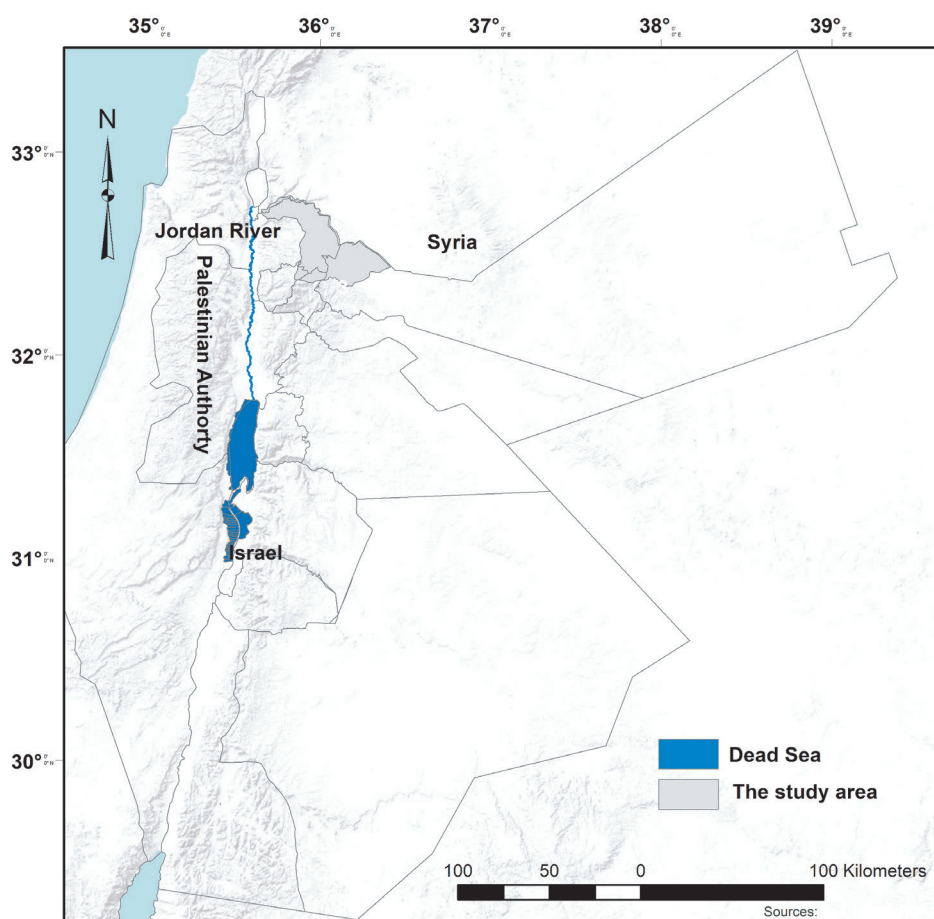 35° 36° 37° 38° 39°
N
33°
Jordan River
Syria
Palestinian Authorty
32°
31°
Israel
30°
Dead Sea
The study area
100 50 0 100 Kilometers
Sources: